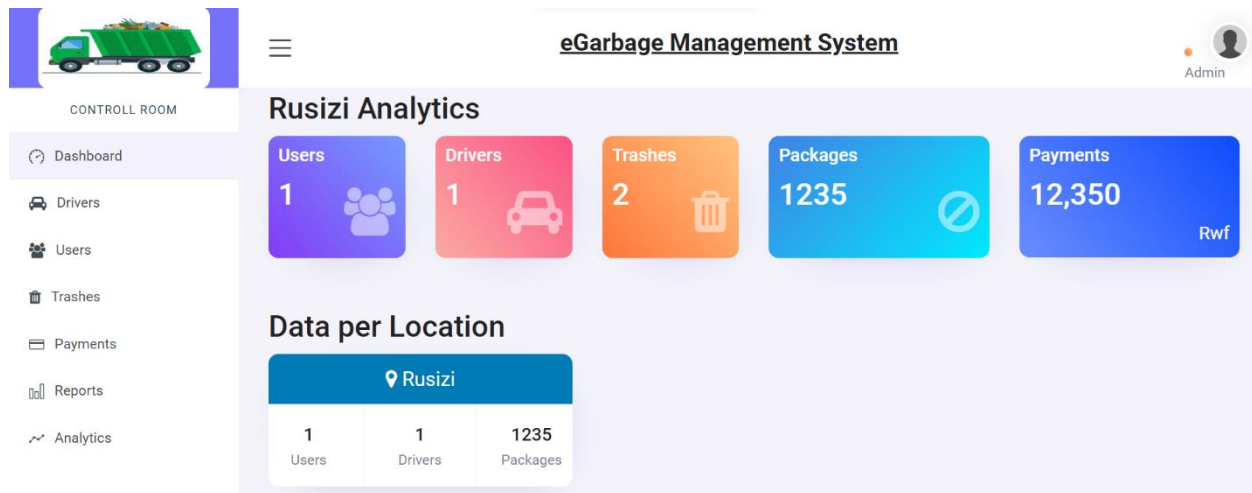 eGarbage Management System
Admin
CONTROLL ROOM
Dashboard
Drivers
Users
Trashes
Payments
Reports
Analytics
Rusizi Analytics
Users
1
Drivers
1
Trashes
2
Packages
1235
Payments
12,350
Rwf
Data per Location
Rusizi
1 1 1235
Users Drivers Packages